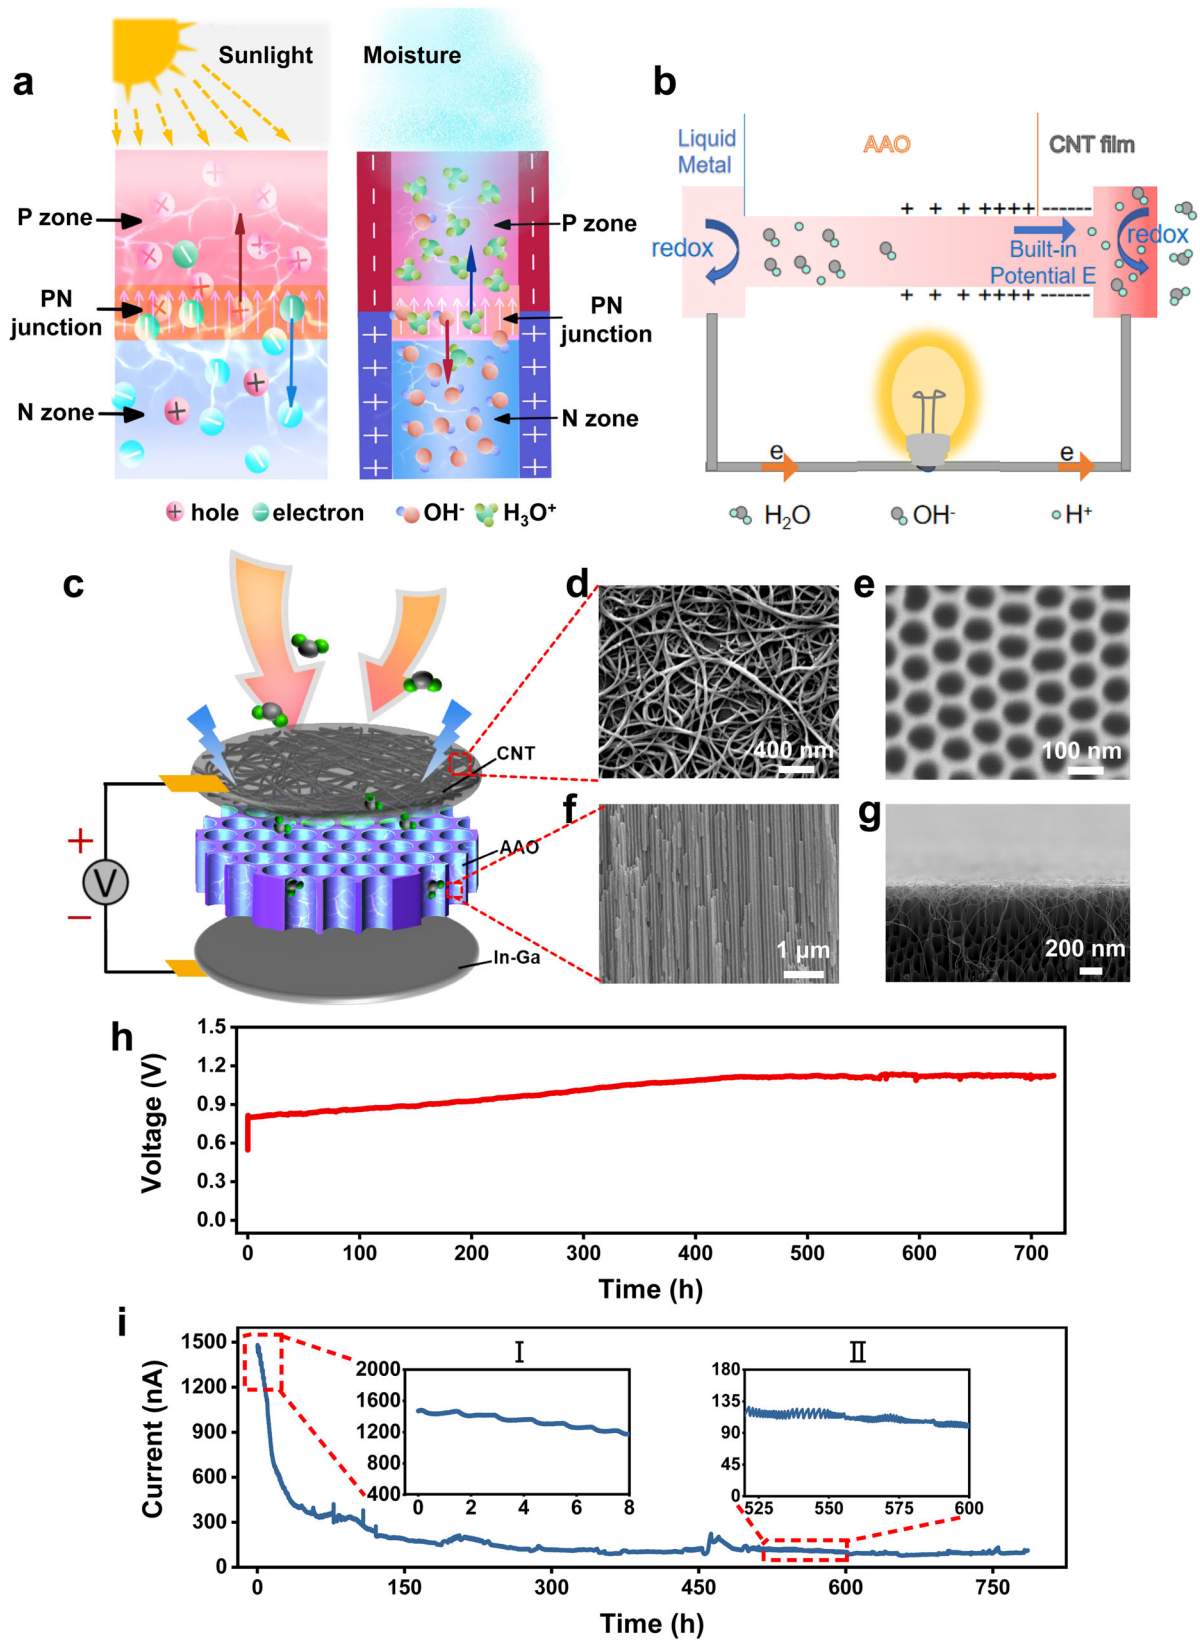 a
Sunlight
Moisture
P zone
PN
junction
N zone
P zone
PN
junction
N zone
hole
electron
OH-
H3O+
b
Liquid
Metal
AAO
CNT film
+ + + ++++ ------
redox
Built-in
Potential E
redox
+ + + ++++ ------
e
e
H2O
OH-
H+
c
CNT
AAO
In-Ga
+
V
−
d
400 nm
e
100 nm
f
1 µm
g
200 nm
h
Voltage (V)
1.5
1.2
0.9
0.6
0.3
0.0
0 100 200 300 400 500 600 700
Time (h)
i
Current (nA)
1500
1200
900
600
300
0
0 150 300 450 600 750
Time (h)
I
2000
1600
1200
800
400
0 2 4 6 8
II
180
135
90
45
0
525 550 575 600